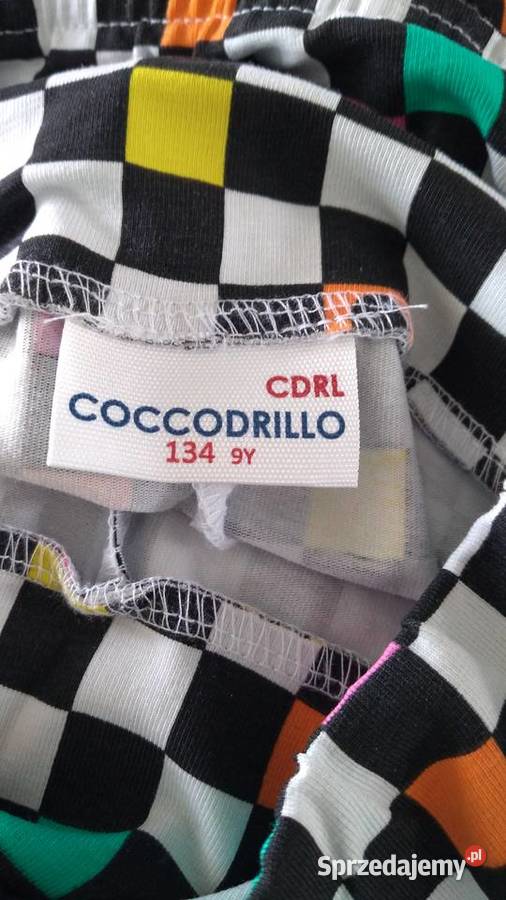 CDRL
COCCODRILLO
134 9Y
Sprzedajemy.pl